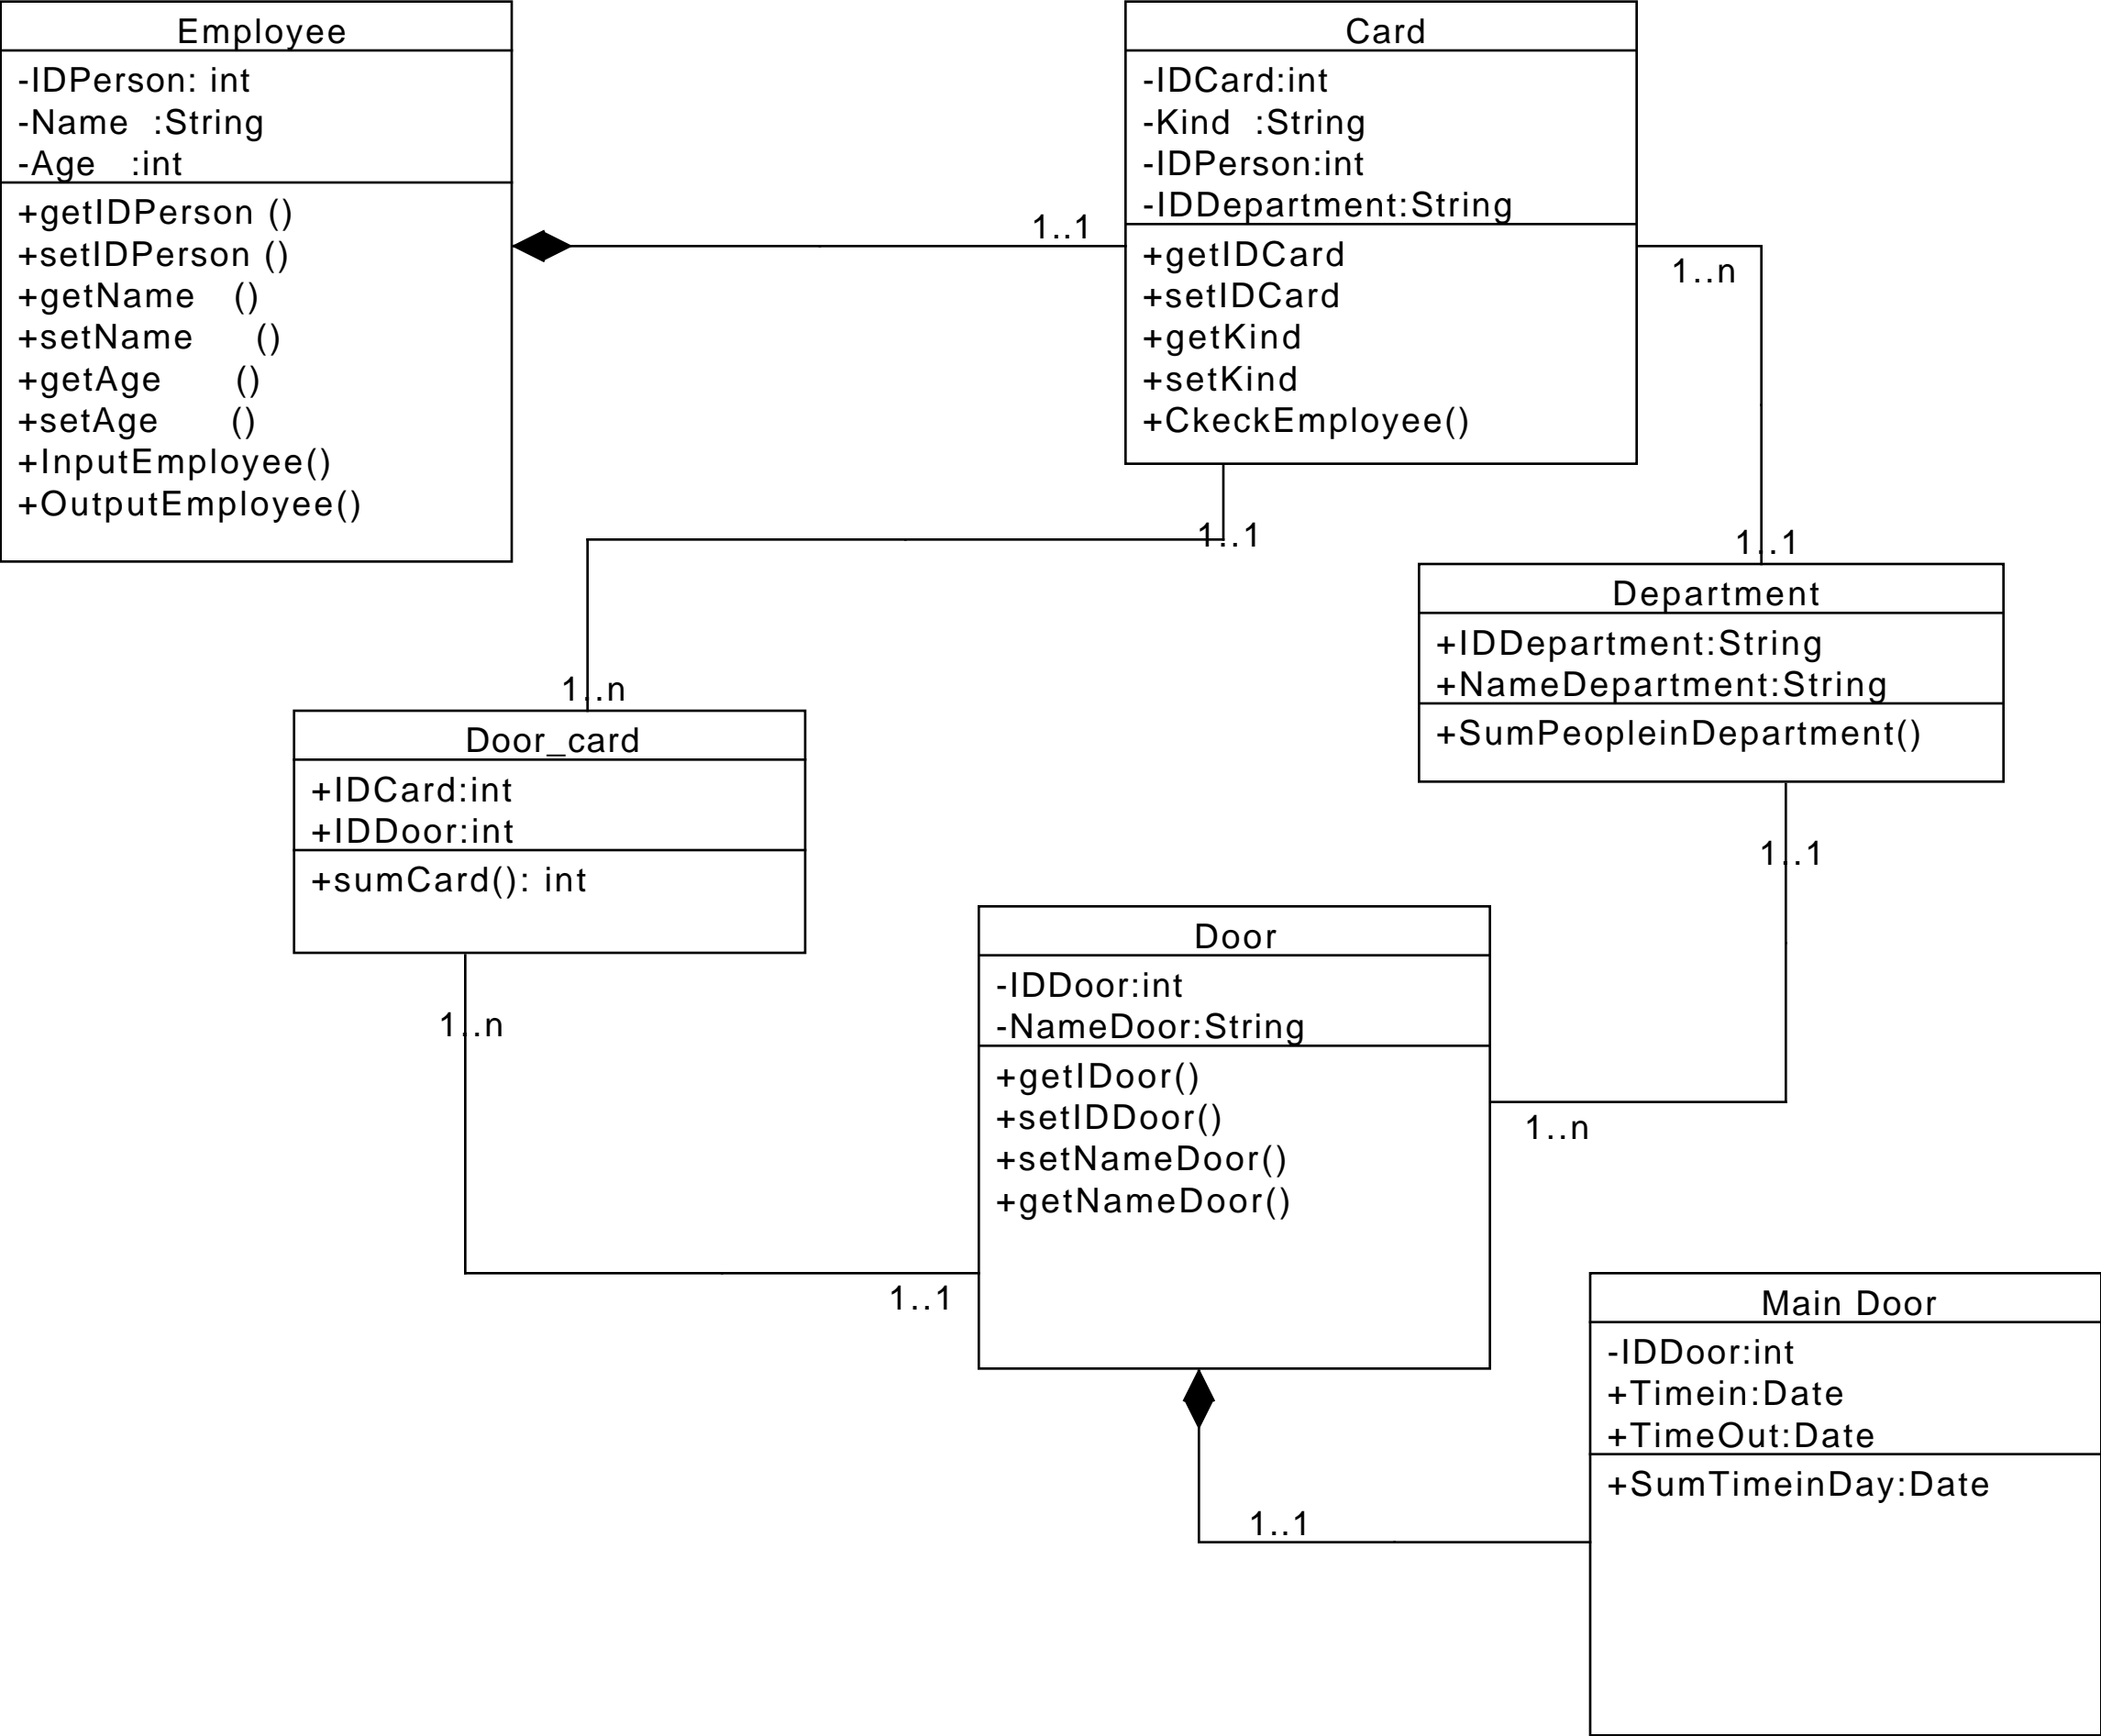 Employee
-IDPerson: int
-Name  :String
-Age   :int
+getIDPerson ()
+setIDPerson ()
+getName   ()
+setName     ()
+getAge      ()
+setAge      ()
+InputEmployee()
+OutputEmployee()
1..1
Card
-IDCard:int
-Kind  :String
-IDPerson:int
-IDDepartment:String
+getIDCard
+setIDCard
+getKind
+setKind
+CkeckEmployee()
1..n
1..1
1..1
1..n
Department
+IDDepartment:String
+NameDepartment:String
+SumPeopleinDepartment()
1..1
Door_card
+IDCard:int
+IDDoor:int
+sumCard(): int
1..n
1..1
Door
-IDDoor:int
-NameDoor:String
+getIDoor()
+setIDDoor()
+setNameDoor()
+getNameDoor()
1..n
1..1
Main Door
-IDDoor:int
+Timein:Date
+TimeOut:Date
+SumTimeinDay:Date